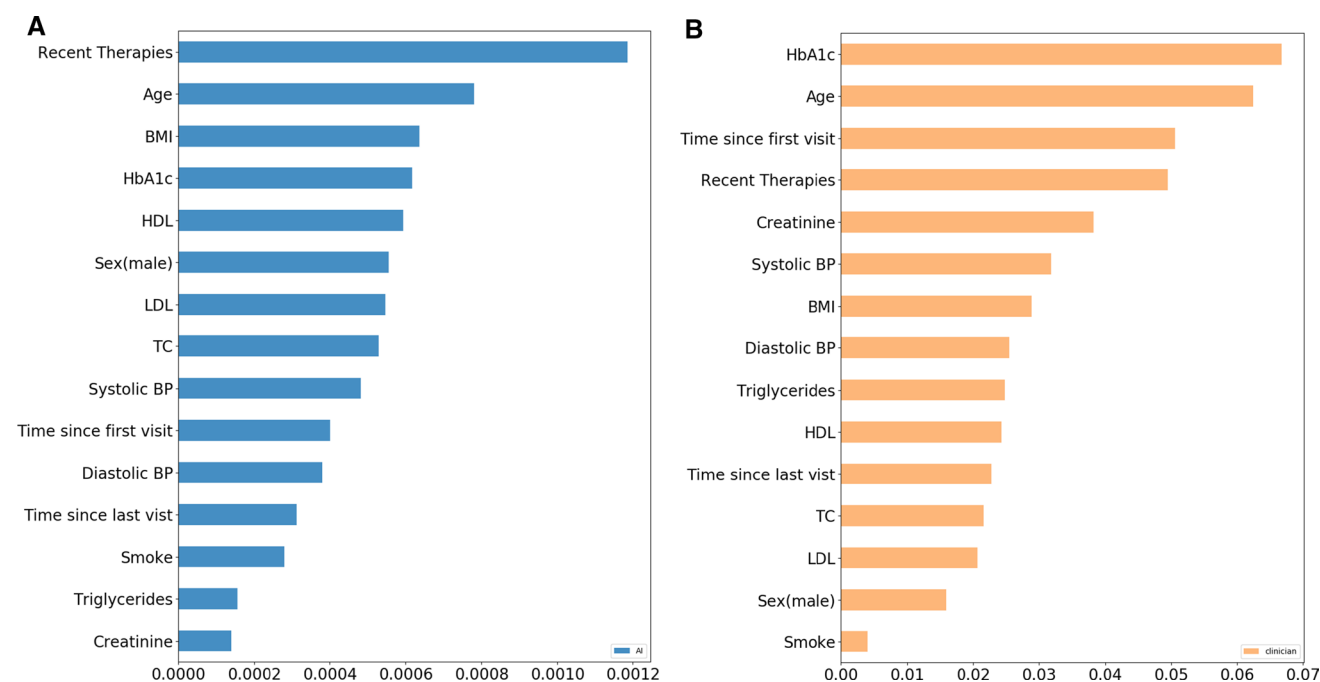 A
Recent Therapies
Age
BMI
HbA1c
HDL
Sex(male)
LDL
TC
Systolic BP
Time since first visit
Diastolic BP
Time since last vist
Smoke
Triglycerides
Creatinine
AI
0.0000 0.0002 0.0004 0.0006 0.0008 0.0010 0.0012
B
HbA1c
Age
Time since first visit
Recent Therapies
Creatinine
Systolic BP
BMI
Diastolic BP
Triglycerides
HDL
Time since last vist
TC
LDL
Sex(male)
Smoke
clinician
0.00 0.01 0.02 0.03 0.04 0.05 0.06 0.07